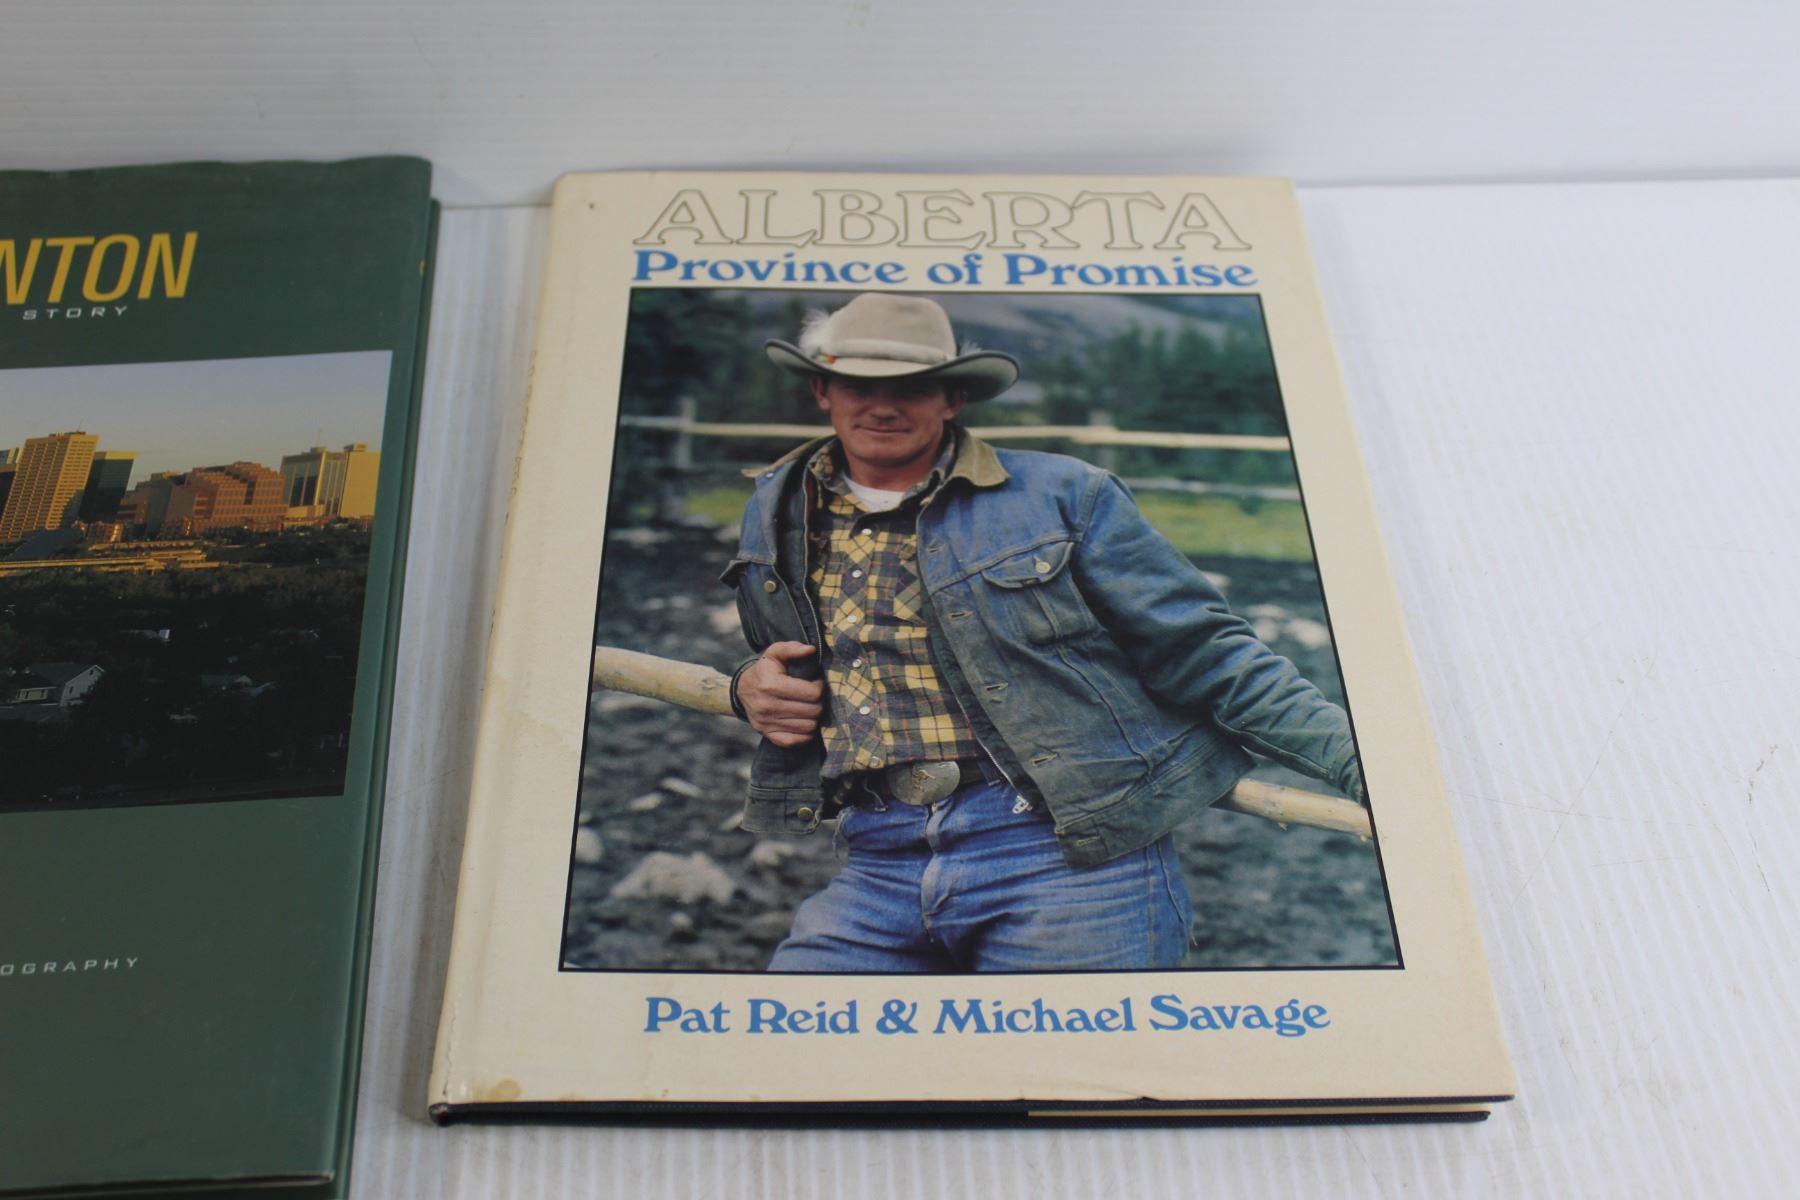 NTON
STORY
OGRAPHY
ALBERTA
Province of Promise
Pat Reid & Michael Savage